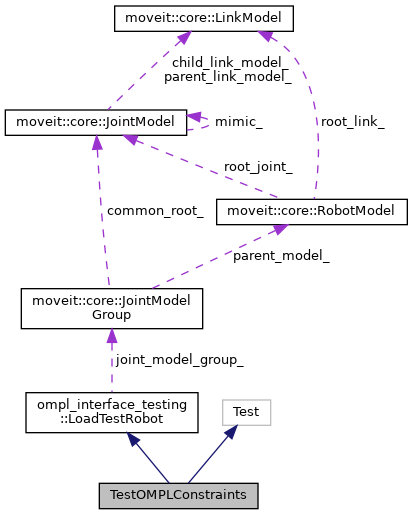 moveit::core::LinkModel
child_link_model_
parent_link_model_
moveit::core::JointModel
mimic_
root_link_
root_joint_
common_root_
moveit::core::RobotModel
parent_model_
moveit::core::JointModel
Group
joint_model_group_
ompl_interface_testing
::LoadTestRobot
Test
TestOMPLConstraints